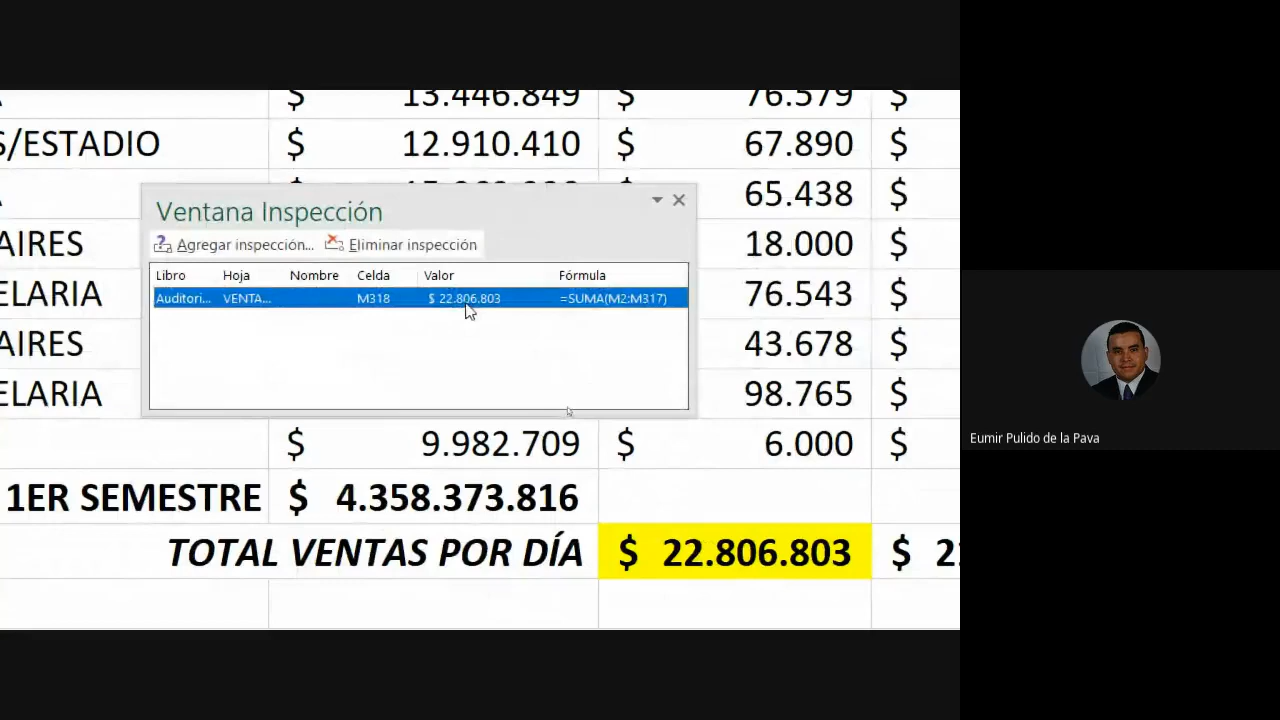 $ 13.446.849 $ 76.579 $
S/ESTADIO $ 12.910.410 $ 67.890 $
65.438 $
Ventana Inspección
Agregar inspección... Eliminar inspección
AIRES 18.000 $
Libro Hoja Nombre Celda Valor Fórmula
Auditori... VENTA... M318 $ 22.806.803 =SUMA(M2:M317)
ELARIA 76.543 $
AIRES 43.678 $
ELARIA 98.765 $
Eumir Pulido de la Pava
$ 9.982.709 $ 6.000 $
1ER SEMESTRE $ 4.358.373.816
TOTAL VENTAS POR DÍA $ 22.806.803 $ 2